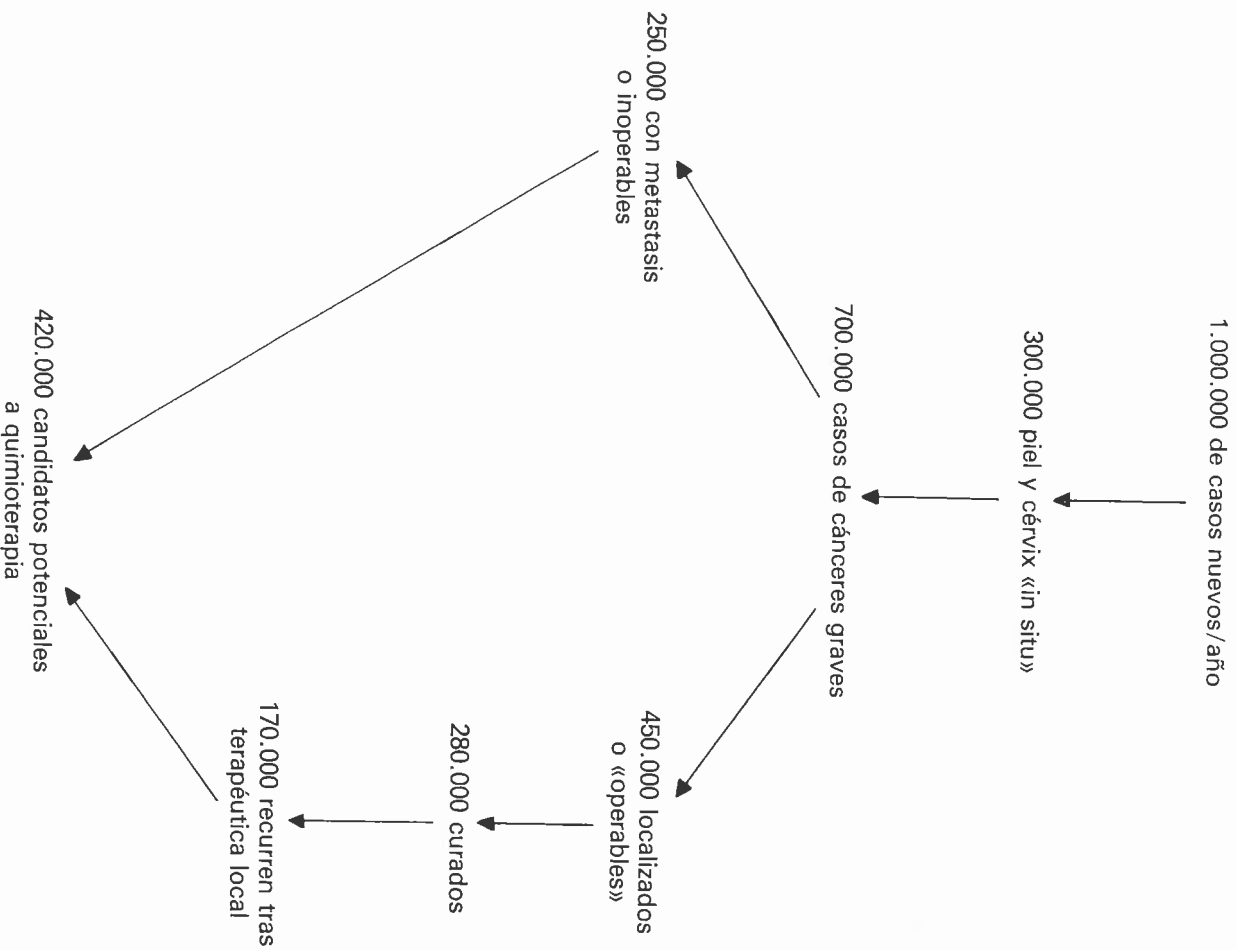 1.000.000 de casos nuevos/año
300.000 piel y cérvix «in situ»
700.000 casos de cánceres graves
250.000 con metastasis
o inoperables
450.000 localizados
o «operables»
280.000 curados
170.000 recurren tras
terapéutica local
420.000 candidatos potenciales
a quimioterapia